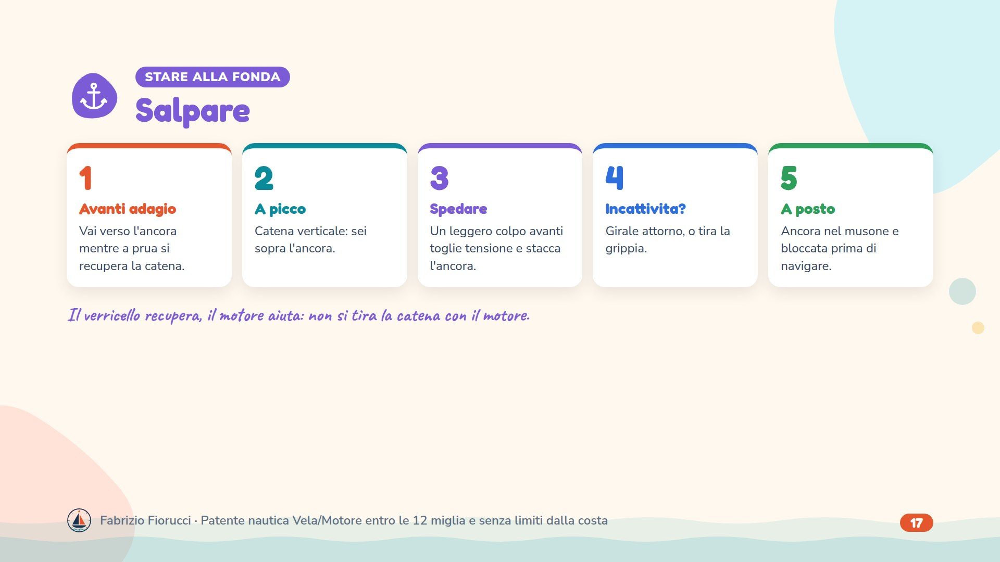 STARE ALLA FONDA
Salpare
1
Avanti adagio
Vai verso l'ancora
mentre a prua si
recupera la catena.
2
A picco
Catena verticale: sei
sopra l'ancora.
3
Spedare
Un leggero colpo avanti
toglie tensione e stacca
l'ancora.
4
Incattivita?
Girale attorno, o tira la
grippia.
5
A posto
Ancora nel musone e
bloccata prima di
navigare.
Il verricello recupera, il motore aiuta: non si tira la catena con il motore.
Fabrizio Fiorucci · Patente nautica Vela/Motore entro le 12 miglia e senza limiti dalla costa
17